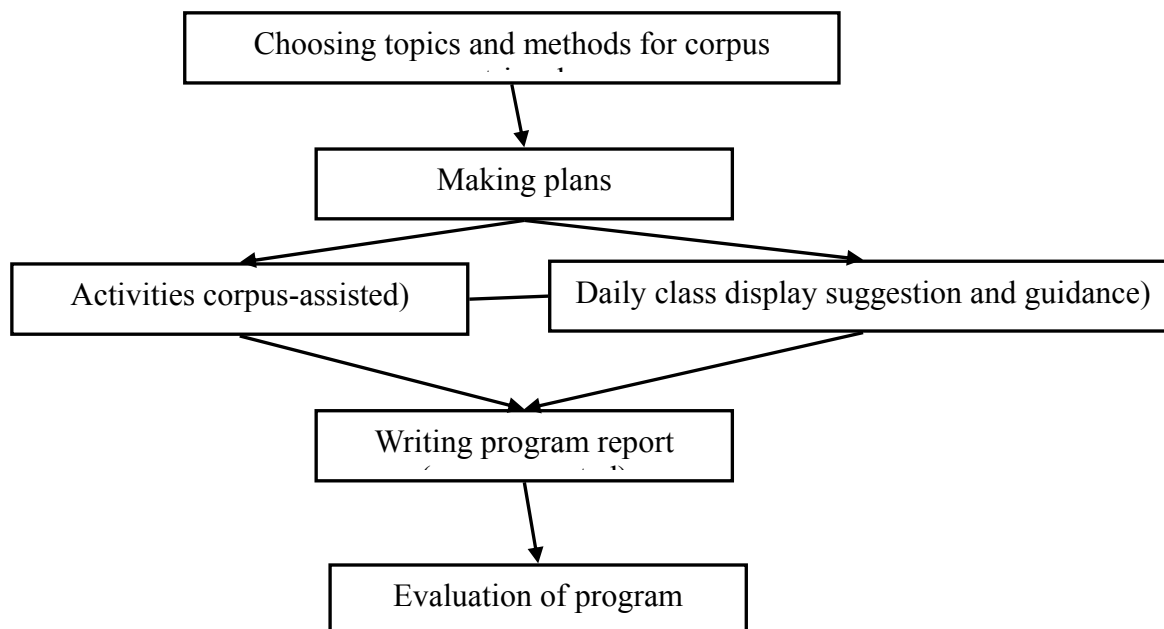 Choosing topics and methods for corpus
Making plans
Activities corpus-assisted)
Daily class display suggestion and guidance)
Writing program report
Evaluation of program